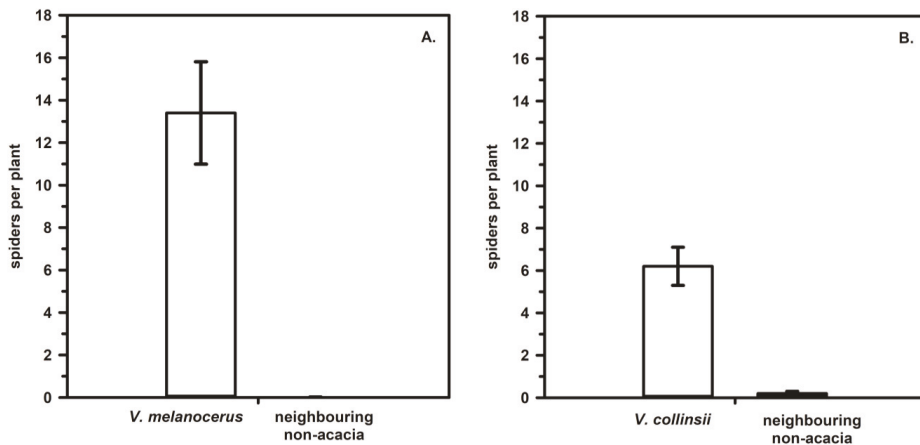 A.
spiders per plant
18
16
14
12
10
8
6
4
2
0
V. melanocerus
neighbouring
non-acacia
B.
spiders per plant
18
16
14
12
10
8
6
4
2
0
V. collinsii
neighbouring
non-acacia